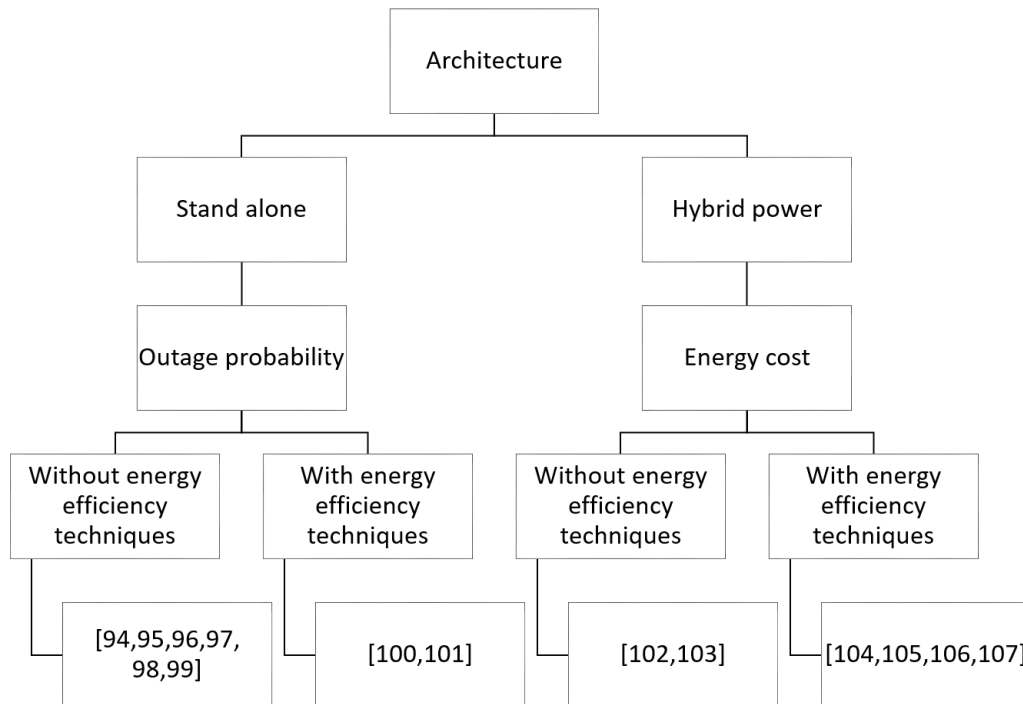 Architecture
Stand alone
Hybrid power
Outage probability
Energy cost
Without energy
efficiency
techniques
With energy
efficiency
techniques
Without energy
efficiency
techniques
With energy
efficiency
techniques
[94,95,96,97,
98,99]
[100,101]
[102,103]
[104,105,106,107]